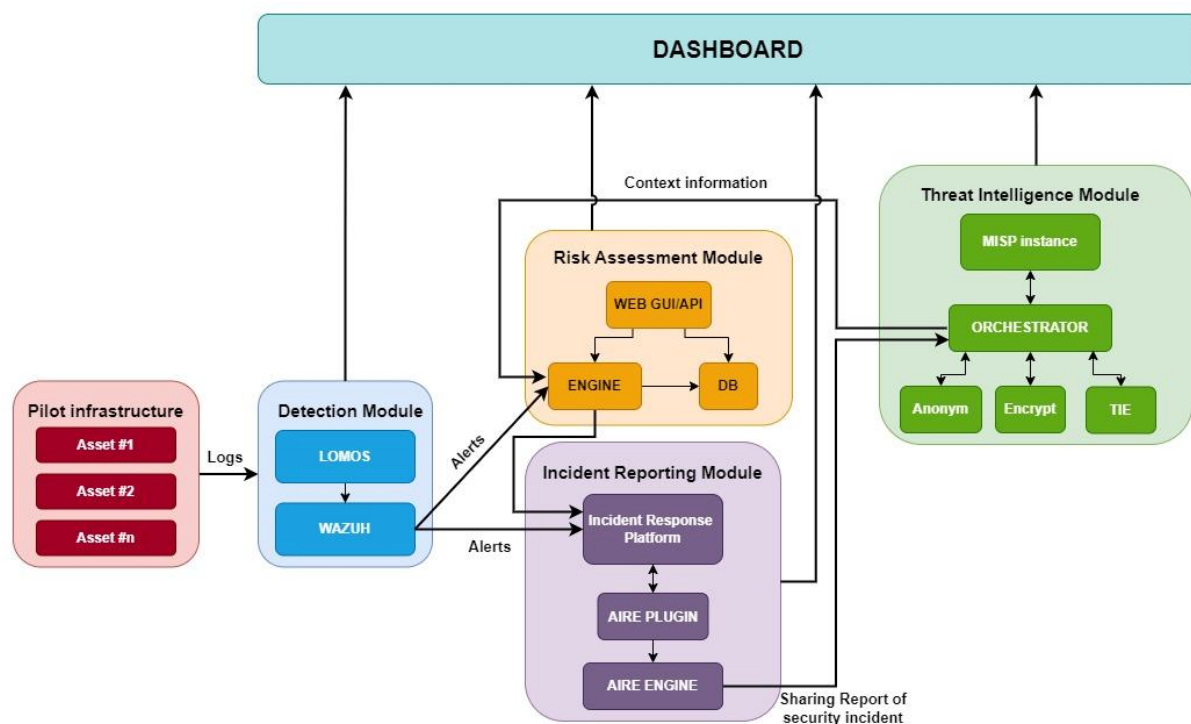 DASHBOARD
Context information
Threat Intelligence Module
MISP instance
ORCHESTRATOR
Anonym
Encrypt
TIE
Risk Assessment Module
WEB GUI/API
ENGINE
DB
Pilot infrastructure
Asset #1
Asset #2
Asset #n
Logs
Detection Module
LOMOS
WAZUH
Alerts
Alerts
Incident Reporting Module
Incident Response
Platform
AIRE PLUGIN
AIRE ENGINE
Sharing Report of
security incident